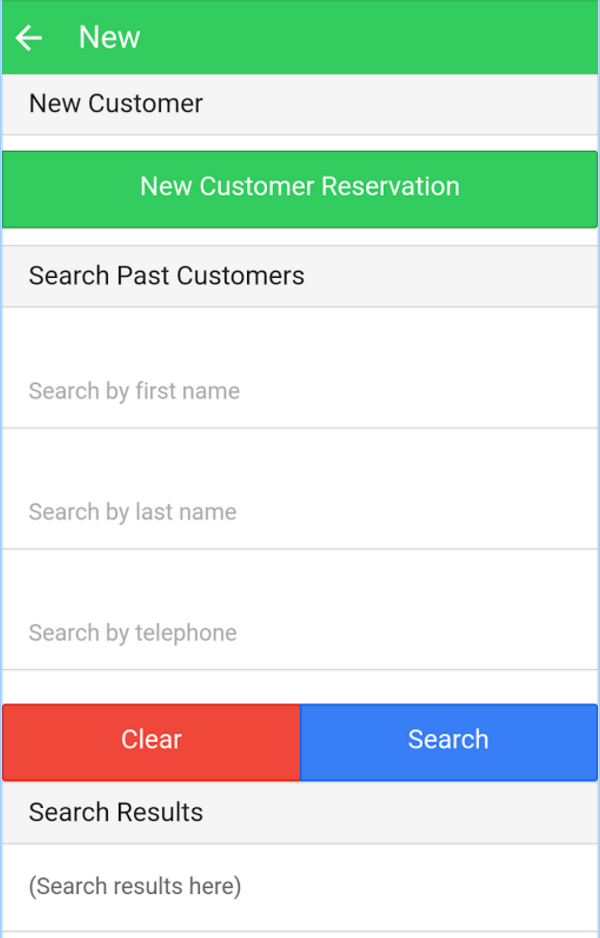 New
New Customer
New Customer Reservation
Search Past Customers
Search by first name
Search by last name
Search by telephone
Clear Search
Search Results
(Search results here)